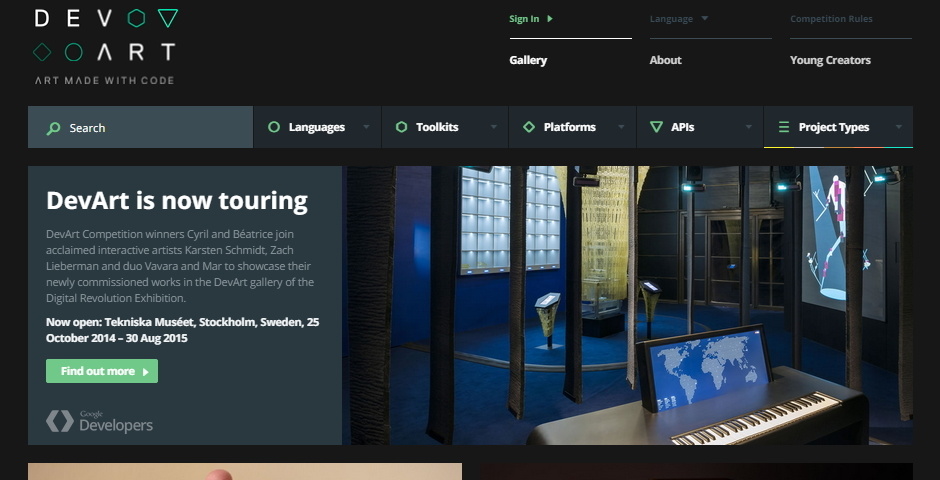 DEV
ART
ART MADE WITH CODE
Sign In
Language
Competition Rules
Gallery
About
Young Creators
Search
Languages
Toolkits
Platforms
APIs
Project Types
DevArt is now touring
DevArt Competition winners Cyril and Béatrice join
acclaimed interactive artists Karsten Schmidt, Zach
Lieberman and duo Vavara and Mar to showcase their
newly commissioned works in the DevArt gallery of the
Digital Revolution Exhibition.
Now open: Tekniska Muséet, Stockholm, Sweden, 25
October 2014 – 30 Aug 2015
Find out more
Google
Developers